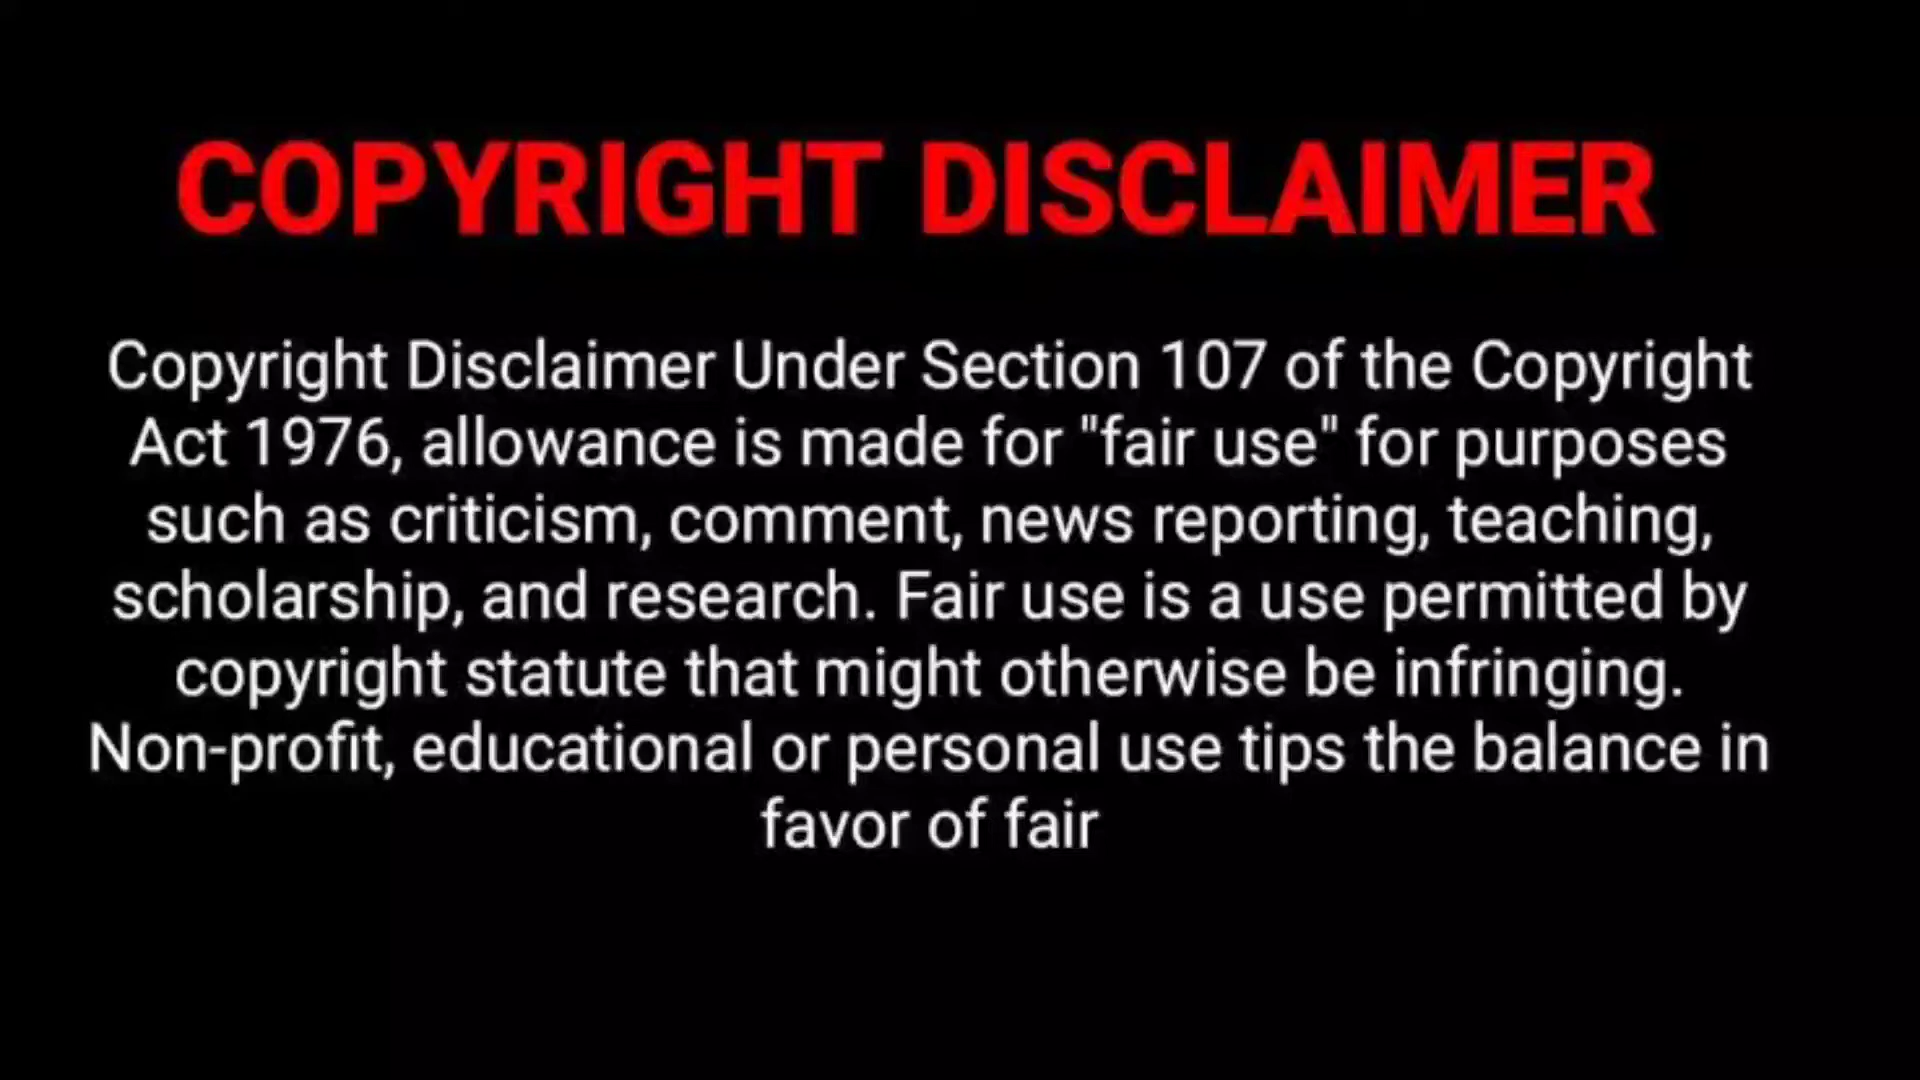 COPYRIGHT DISCLAIMER
Copyright Disclaimer Under Section 107 of the Copyright
Act 1976, allowance is made for "fair use" for purposes
such as criticism, comment, news reporting, teaching,
scholarship, and research. Fair use is a use permitted by
copyright statute that might otherwise be infringing.
Non-profit, educational or personal use tips the balance in
favor of fair